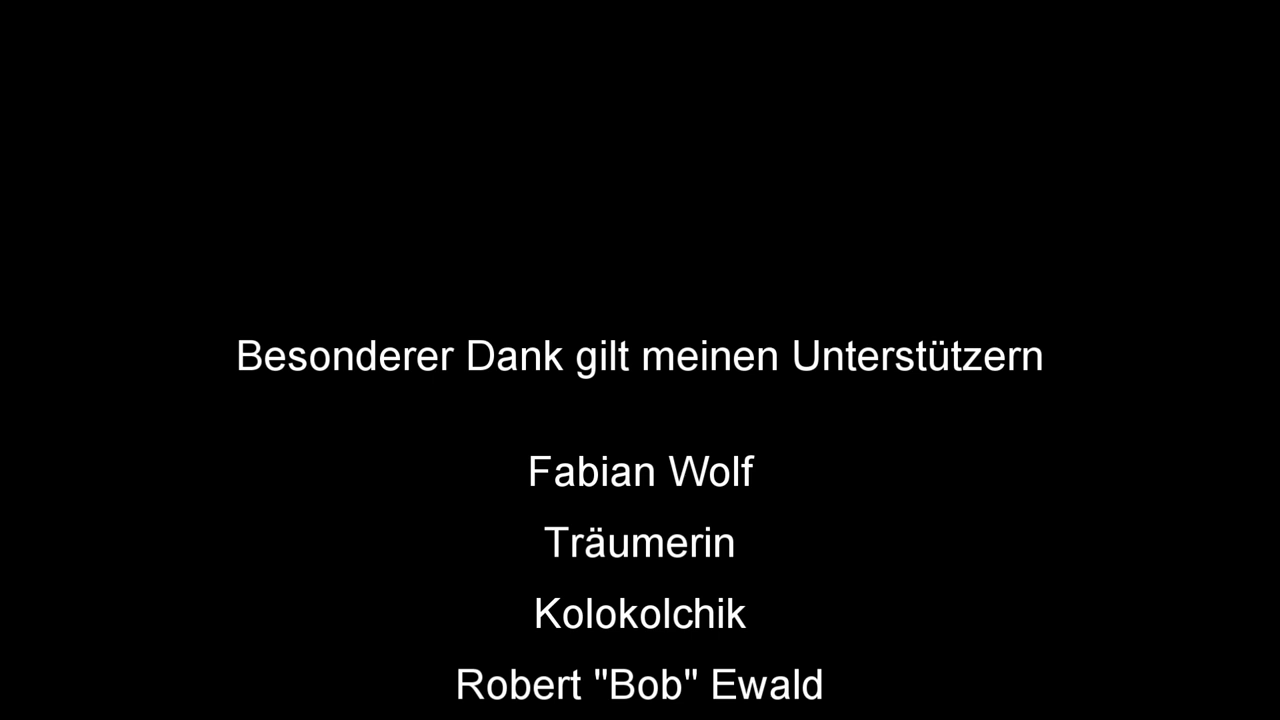 Besonderer Dank gilt meinen Unterstützern
Fabian Wolf
Träumerin
Kolokolchik
Robert "Bob" Ewald